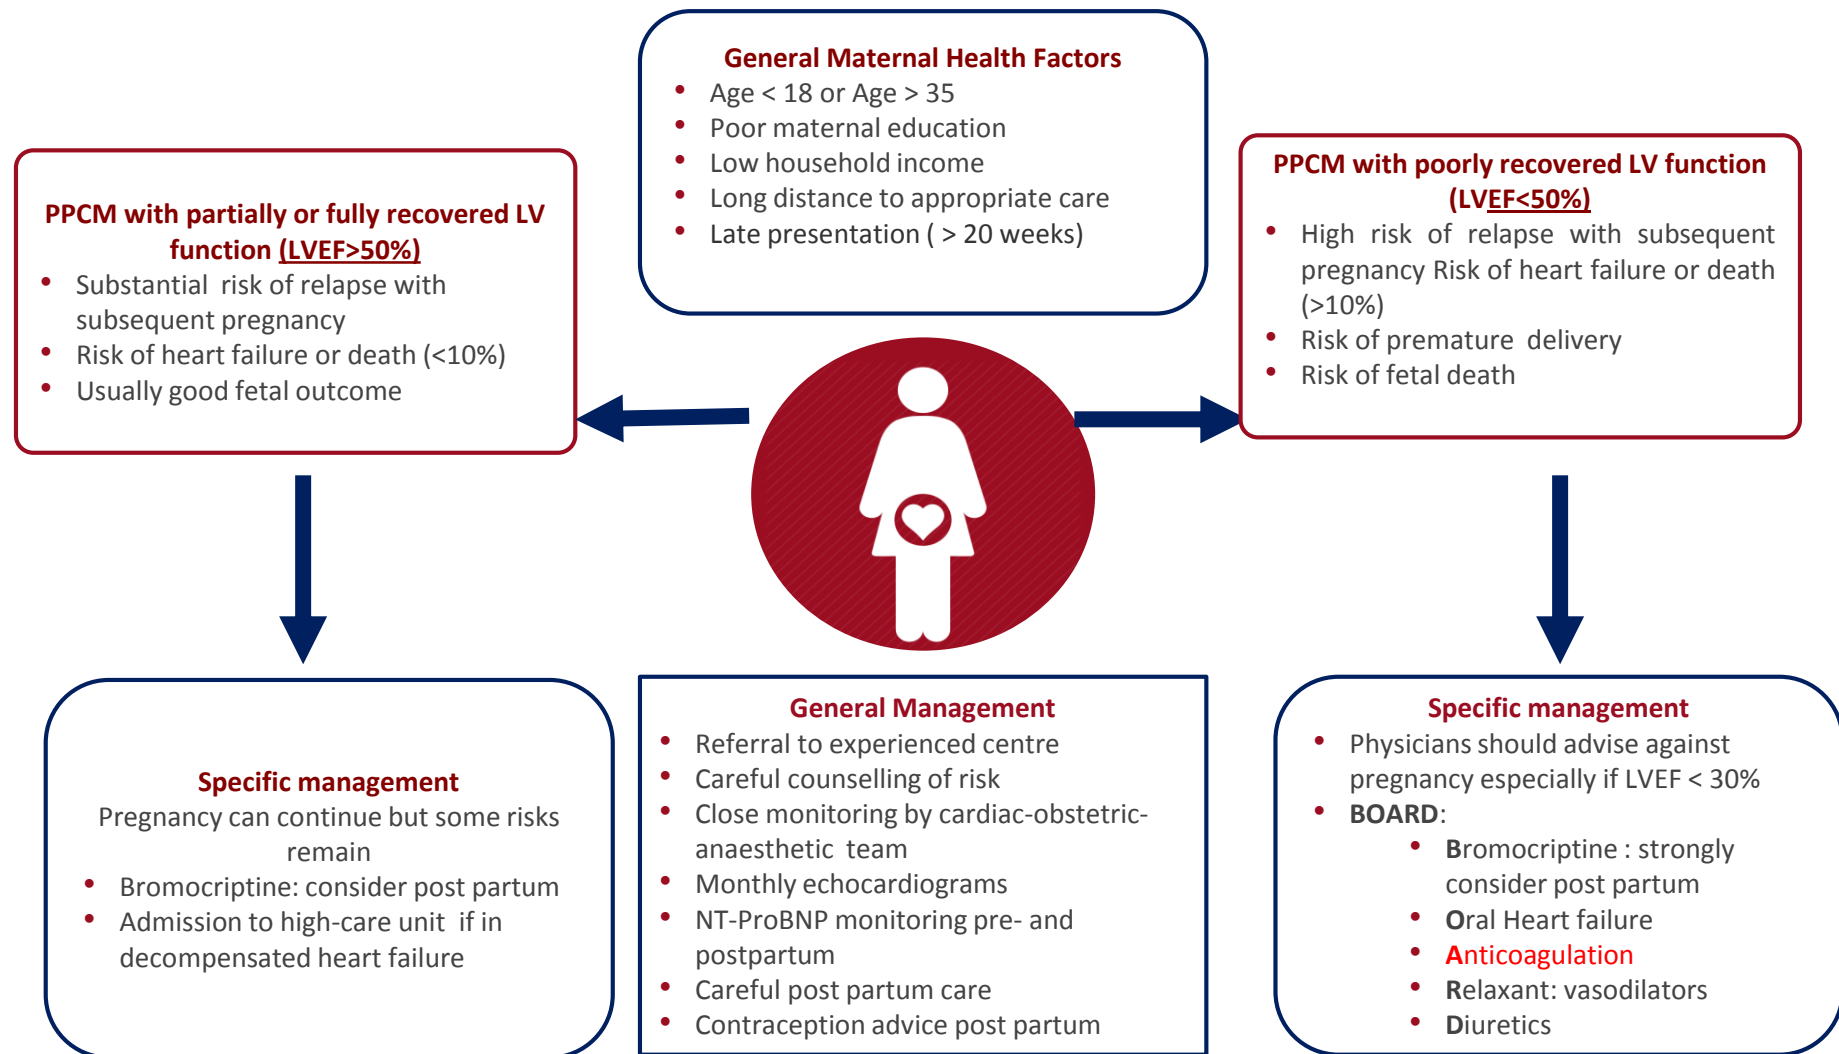 General Maternal Health Factors
• Age < 18 or Age > 35
• Poor maternal education
• Low household income
• Long distance to appropriate care
• Late presentation ( > 20 weeks)
PPCM with partially or fully recovered LV
function (LVEF>50%)
• Substantial risk of relapse with
subsequent pregnancy
• Risk of heart failure or death (<10%)
• Usually good fetal outcome
PPCM with poorly recovered LV function
(LVEF<50%)
• High risk of relapse with subsequent
pregnancy Risk of heart failure or death
(>10%)
• Risk of premature delivery
• Risk of fetal death
Specific management
Pregnancy can continue but some risks
remain
• Bromocriptine: consider post partum
• Admission to high-care unit if in
decompensated heart failure
General Management
• Referral to experienced centre
• Careful counselling of risk
• Close monitoring by cardiac-obstetric-
anaesthetic team
• Monthly echocardiograms
• NT-ProBNP monitoring pre- and
postpartum
• Careful post partum care
• Contraception advice post partum
Specific management
• Physicians should advise against
pregnancy especially if LVEF < 30%
• BOARD:
• Bromocriptine : strongly
consider post partum
• Oral Heart failure
• Anticoagulation
• Relaxant: vasodilators
• Diuretics